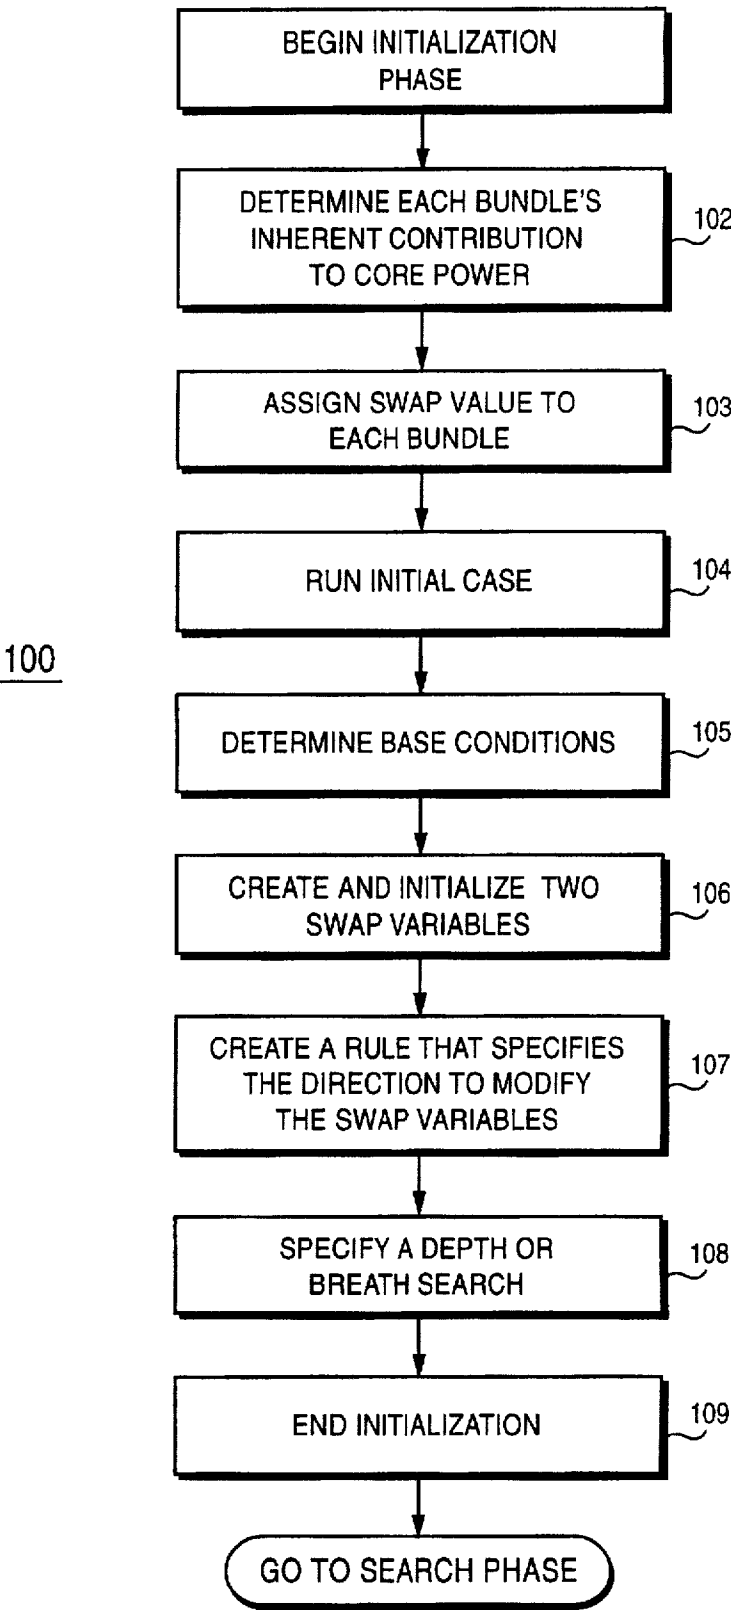 BEGIN INITIALIZATION
PHASE
DETERMINE EACH BUNDLE'S
INHERENT CONTRIBUTION
TO CORE POWER
102
ASSIGN SWAP VALUE TO
EACH BUNDLE
103
RUN INITIAL CASE
104
100
DETERMINE BASE CONDITIONS
105
CREATE AND INITIALIZE TWO
SWAP VARIABLES
106
CREATE A RULE THAT SPECIFIES
THE DIRECTION TO MODIFY
THE SWAP VARIABLES
107
SPECIFY A DEPTH OR
BREATH SEARCH
108
END INITIALIZATION
109
GO TO SEARCH PHASE